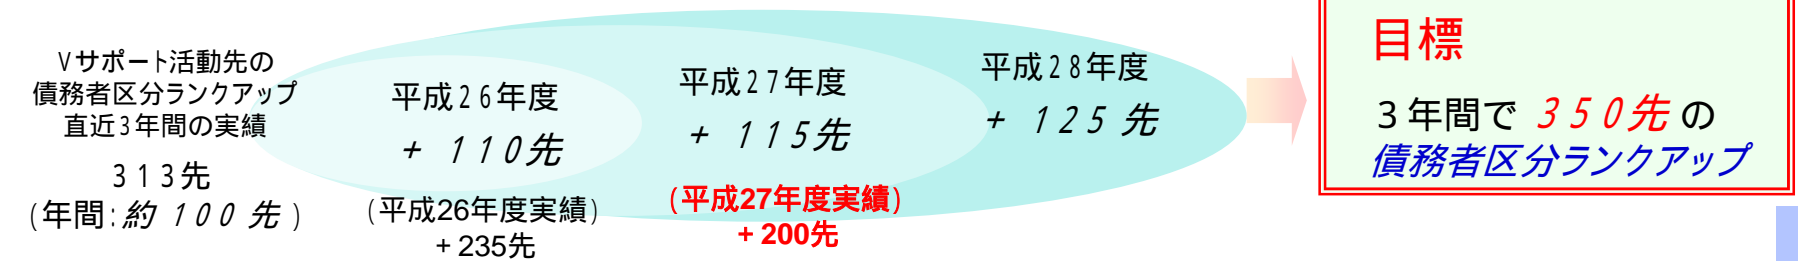 Vサポート活動先の
債務者区分ランクアップ
直近3年間の実績
313先
(年間:約 100 先)
平成26年度
+ 110先
(平成26年度実績)
+235先
平成27年度
+ 115先
(平成27年度実績)
+200先
平成28年度
+ 125 先
目標
3年間で 350先 の
債務者区分ランクアップ